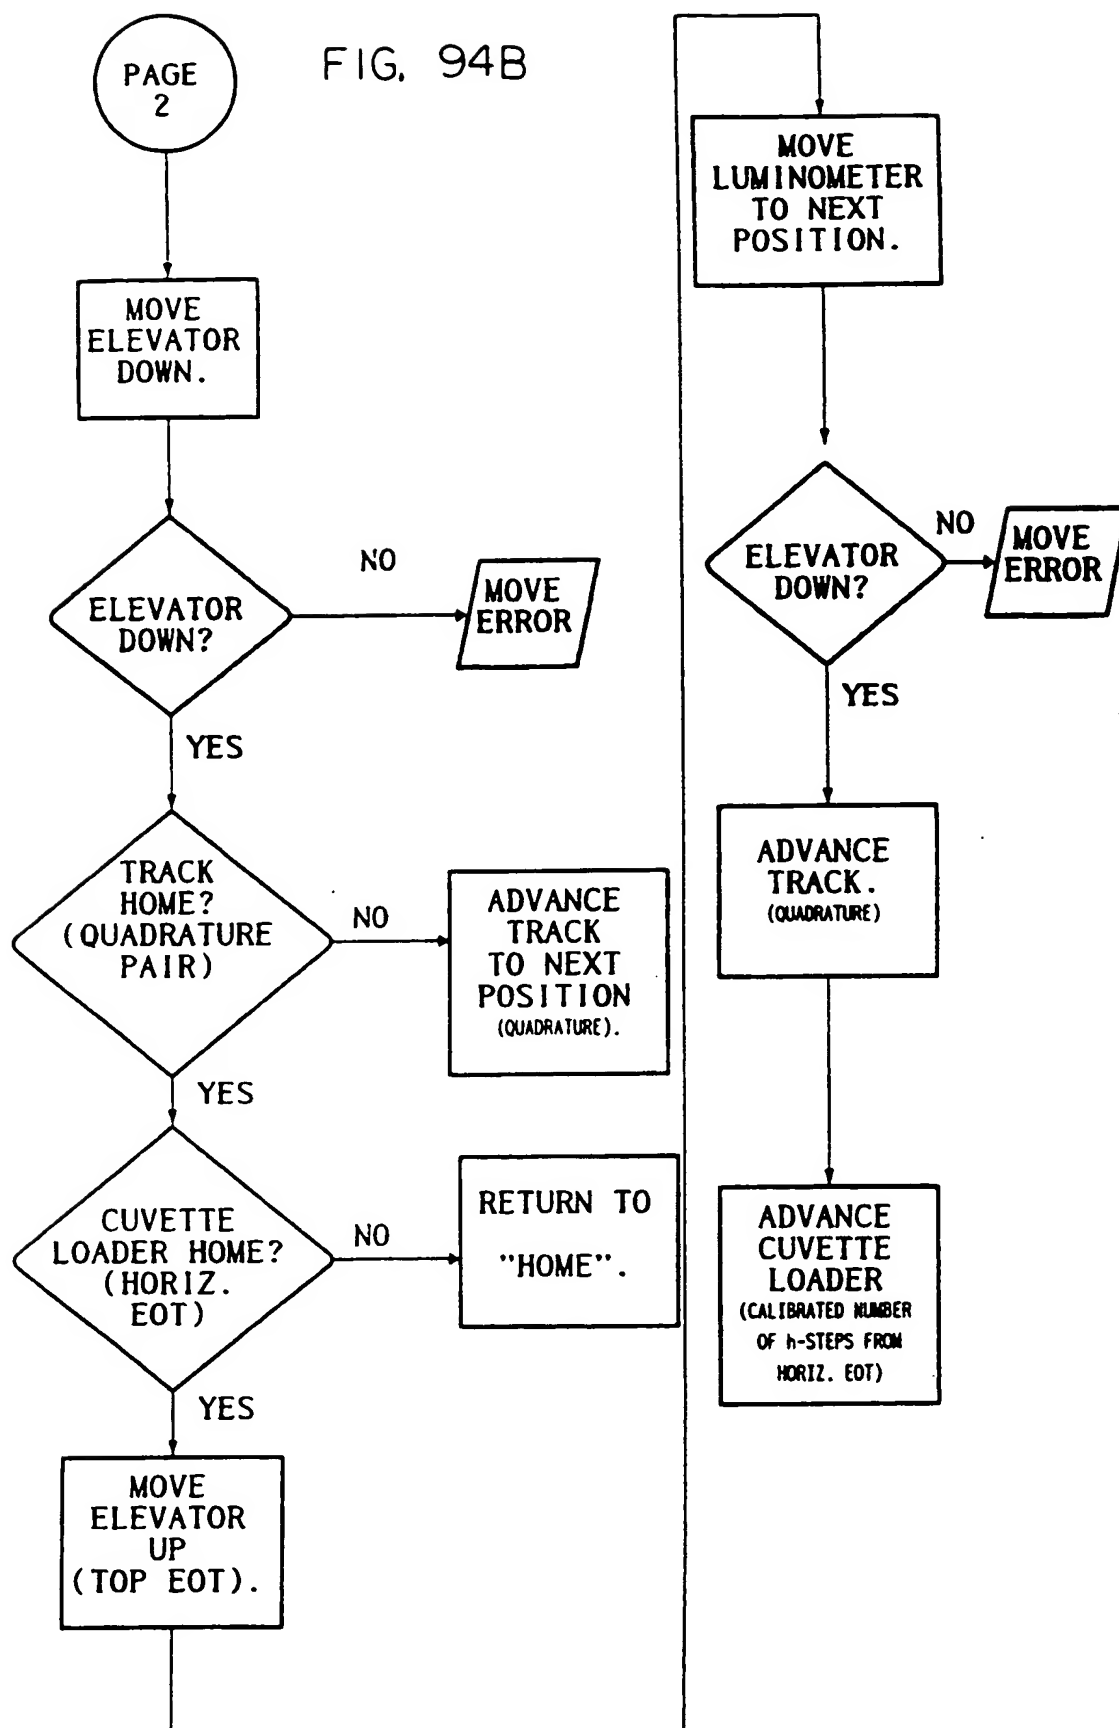 PAGE
2
FIG. 94B
MOVE
ELEVATOR
DOWN.
ELEVATOR
DOWN?
NO
MOVE
ERROR
YES
TRACK
HOME?
(QUADRATURE
PAIR)
NO
ADVANCE
TRACK
TO NEXT
POSITION
(QUADRATURE).
YES
CUVETTE
LOADER HOME?
(HORIZ.
EOT)
NO
RETURN TO
"HOME".
YES
MOVE
ELEVATOR
UP
(TOP EOT).
MOVE
LUMINOMETER
TO NEXT
POSITION.
ELEVATOR
DOWN?
NO
MOVE
ERROR
YES
ADVANCE
TRACK.
(QUADRATURE)
ADVANCE
CUVETTE
LOADER
(CALIBRATED NUMBER
OF h-STEPS FROM
HORIZ. EOT)